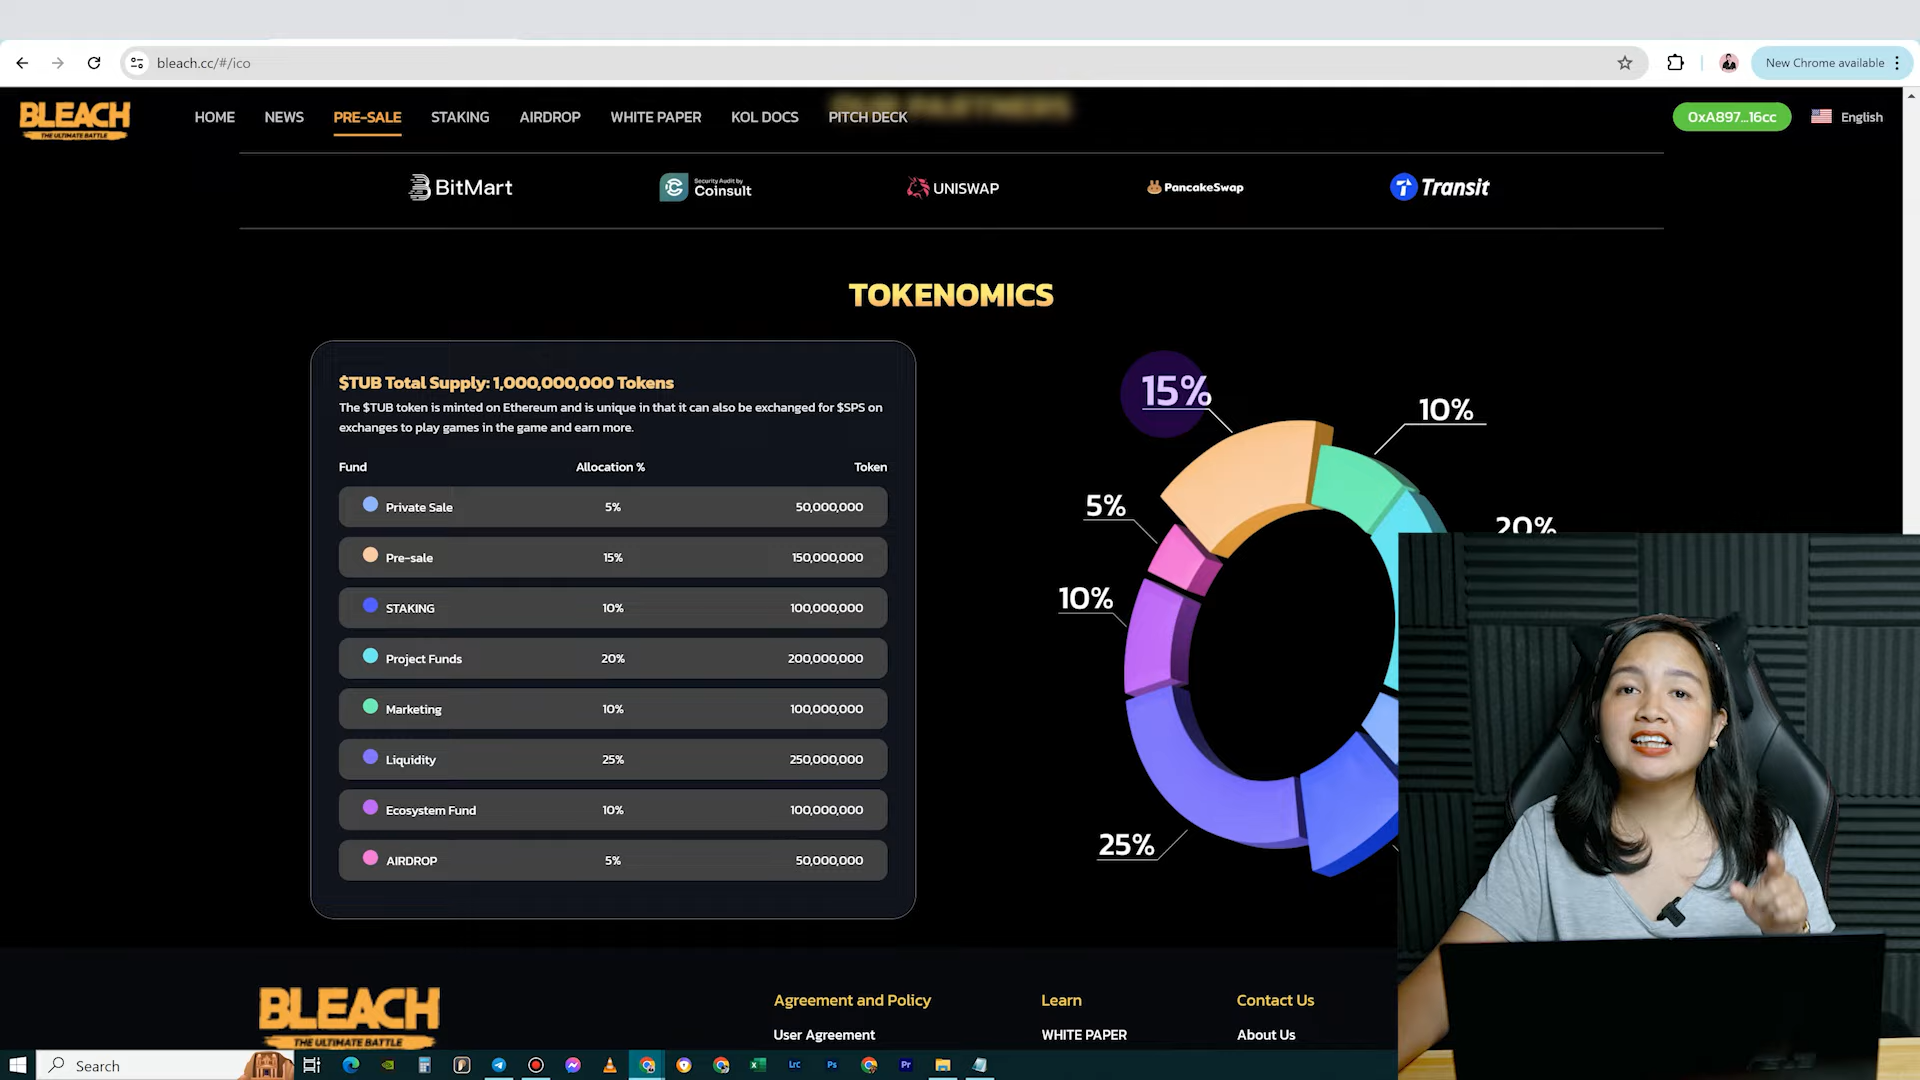 bleach.cc/#/ico
New Chrome available
BLEACH
THE ULTIMATE BATTLE
HOME
NEWS
PRE-SALE
STAKING
AIRDROP
WHITE PAPER
KOL DOCS
PITCH DECK
OUR PARTNERS
0xA897...16cc
English
BitMart
Security Audit by
Coinsult
UNISWAP
PancakeSwap
Transit
TOKENOMICS
$TUB Total Supply: 1,000,000,000 Tokens
The $TUB token is minted on Ethereum and is unique in that it can also be exchanged for $SPS on
exchanges to play games in the game and earn more.
Fund Allocation % Token
Private Sale 5% 50,000,000
Pre-sale 15% 150,000,000
STAKING 10% 100,000,000
Project Funds 20% 200,000,000
Marketing 10% 100,000,000
Liquidity 25% 250,000,000
Ecosystem Fund 10% 100,000,000
AIRDROP 5% 50,000,000
15%
10%
5%
20%
10%
25%
BLEACH
THE ULTIMATE BATTLE
Agreement and Policy
User Agreement
Learn
WHITE PAPER
Contact Us
About Us
Search
LrC
Ps
Pr